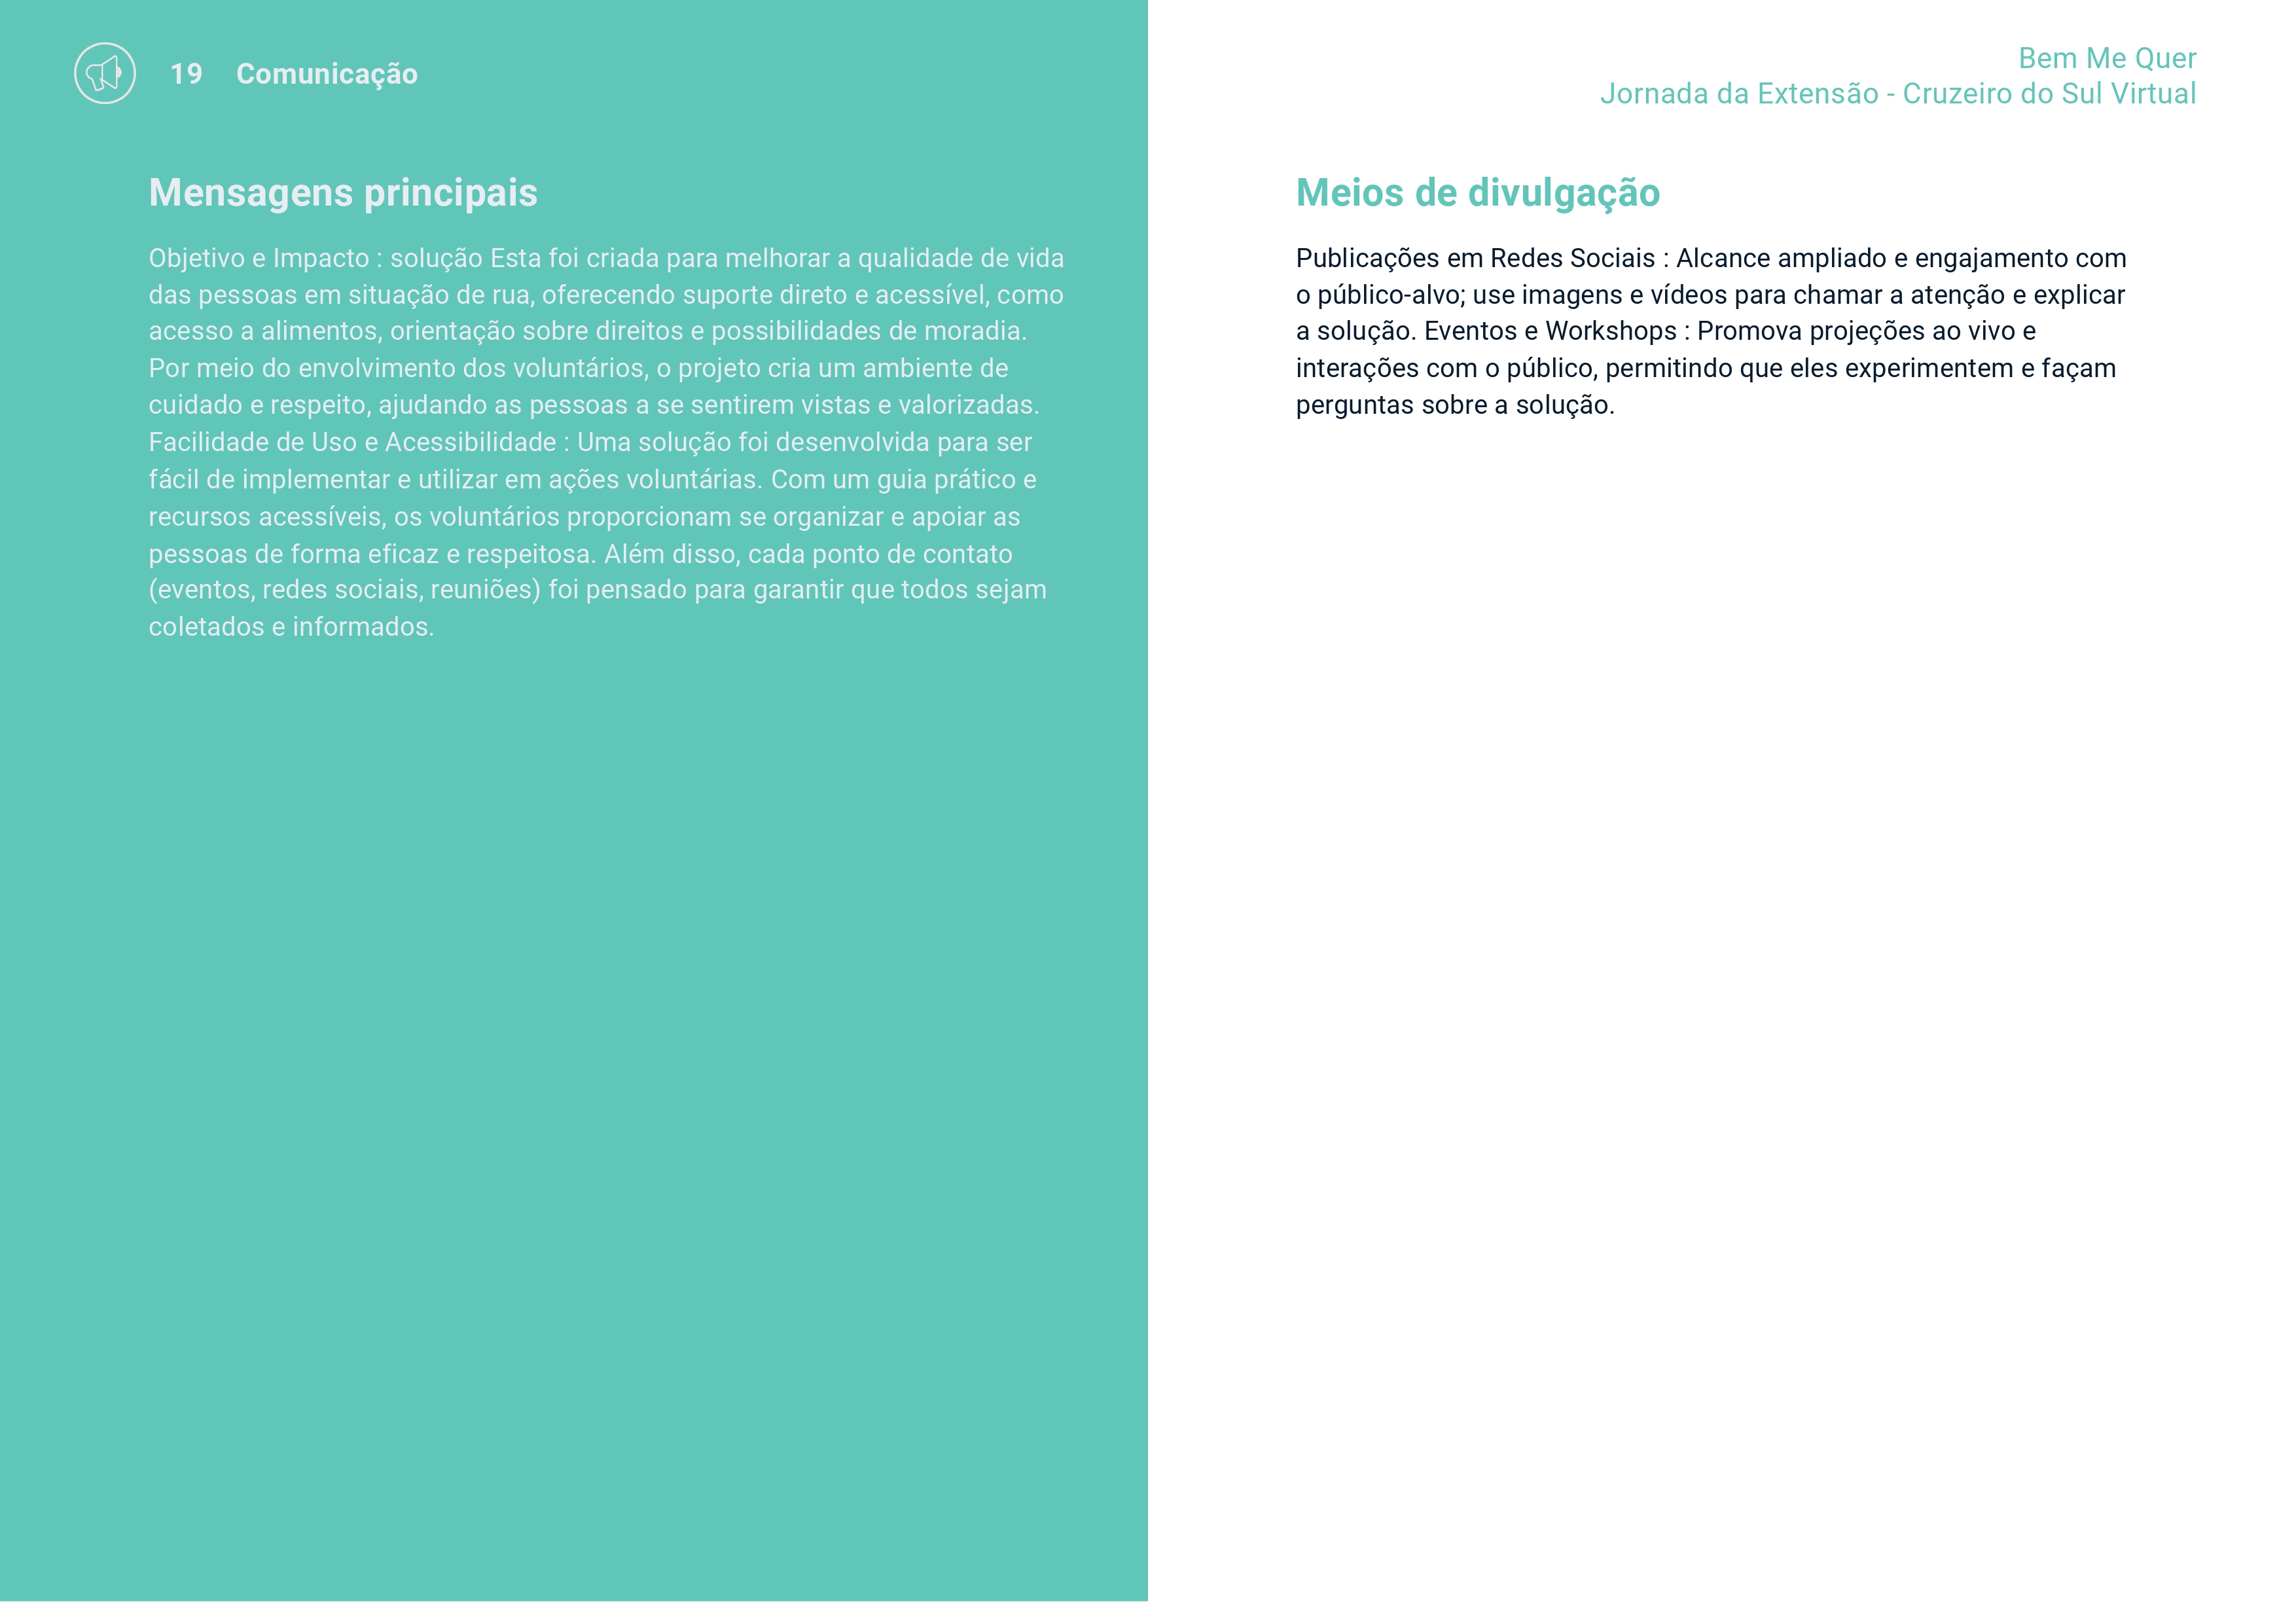 19 Comunicação
Bem Me Quer
Jornada da Extensão - Cruzeiro do Sul Virtual
Mensagens principais
Objetivo e Impacto : solução Esta foi criada para melhorar a qualidade de vida
das pessoas em situação de rua, oferecendo suporte direto e acessível, como
acesso a alimentos, orientação sobre direitos e possibilidades de moradia.
Por meio do envolvimento dos voluntários, o projeto cria um ambiente de
cuidado e respeito, ajudando as pessoas a se sentirem vistas e valorizadas.
Facilidade de Uso e Acessibilidade : Uma solução foi desenvolvida para ser
fácil de implementar e utilizar em ações voluntárias. Com um guia prático e
recursos acessíveis, os voluntários proporcionam se organizar e apoiar as
pessoas de forma eficaz e respeitosa. Além disso, cada ponto de contato
(eventos, redes sociais, reuniões) foi pensado para garantir que todos sejam
coletados e informados.
Meios de divulgação
Publicações em Redes Sociais : Alcance ampliado e engajamento com
o público-alvo; use imagens e vídeos para chamar a atenção e explicar
a solução. Eventos e Workshops : Promova projeções ao vivo e
interações com o público, permitindo que eles experimentem e façam
perguntas sobre a solução.